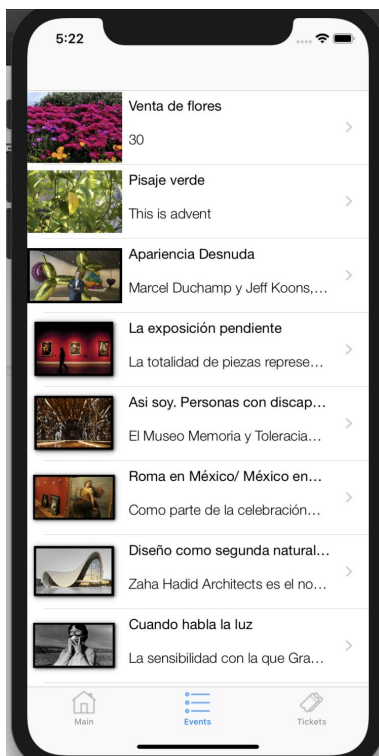 5:22
Venta de flores
30
Pisaje verde
This is advent
Apariencia Desnuda
Marcel Duchamp y Jeff Koons,...
La exposición pendiente
La totalidad de piezas represe...
Asi soy. Personas con discap...
El Museo Memoria y Toleracia...
Roma en México/ México en...
Como parte de la celebración...
Diseño como segunda natural...
Zaha Hadid Architects es el no...
Cuando habla la luz
La sensibilidad con la que Gra...
Main Events Tickets